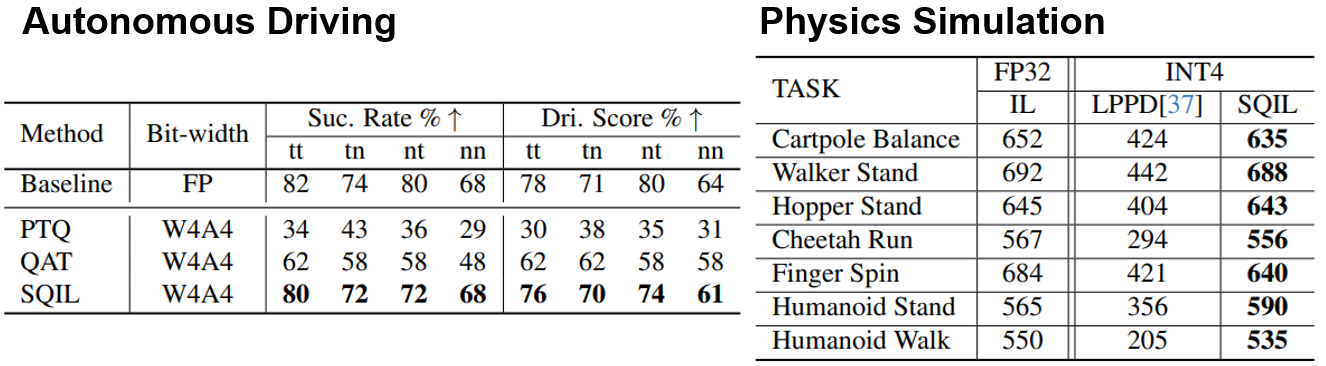 Autonomous Driving
Method Bit-width Suc. Rate % ↑ Dri. Score % ↑
tt tn nt nn tt tn nt nn
Baseline FP 82 74 80 68 78 71 80 64
PTQ W4A4 34 43 36 29 30 38 35 31
QAT W4A4 62 58 58 48 62 62 58 58
SQIL W4A4 80 72 72 68 76 70 74 61
Physics Simulation
TASK FP32 INT4
IL LPPD[37] SQIL
Cartpole Balance 652 424 635
Walker Stand 692 442 688
Hopper Stand 645 404 643
Cheetah Run 567 294 556
Finger Spin 684 421 640
Humanoid Stand 565 356 590
Humanoid Walk 550 205 535